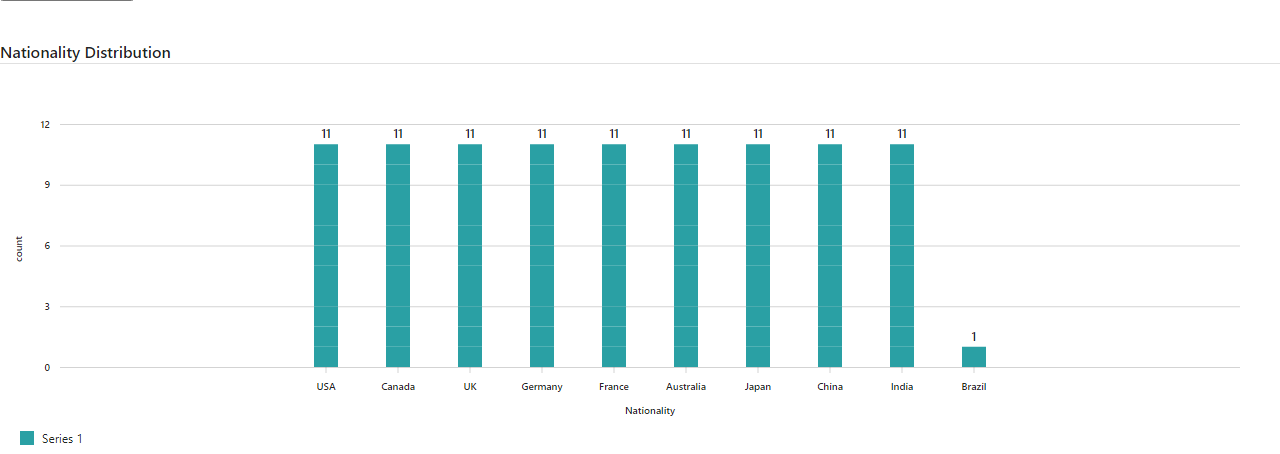 Nationality Distribution
12
11 11 11 11 11 11 11 11 11
9
count
6
3
1
0
USA Canada UK Germany France Australia Japan China India Brazil
Nationality
Series 1